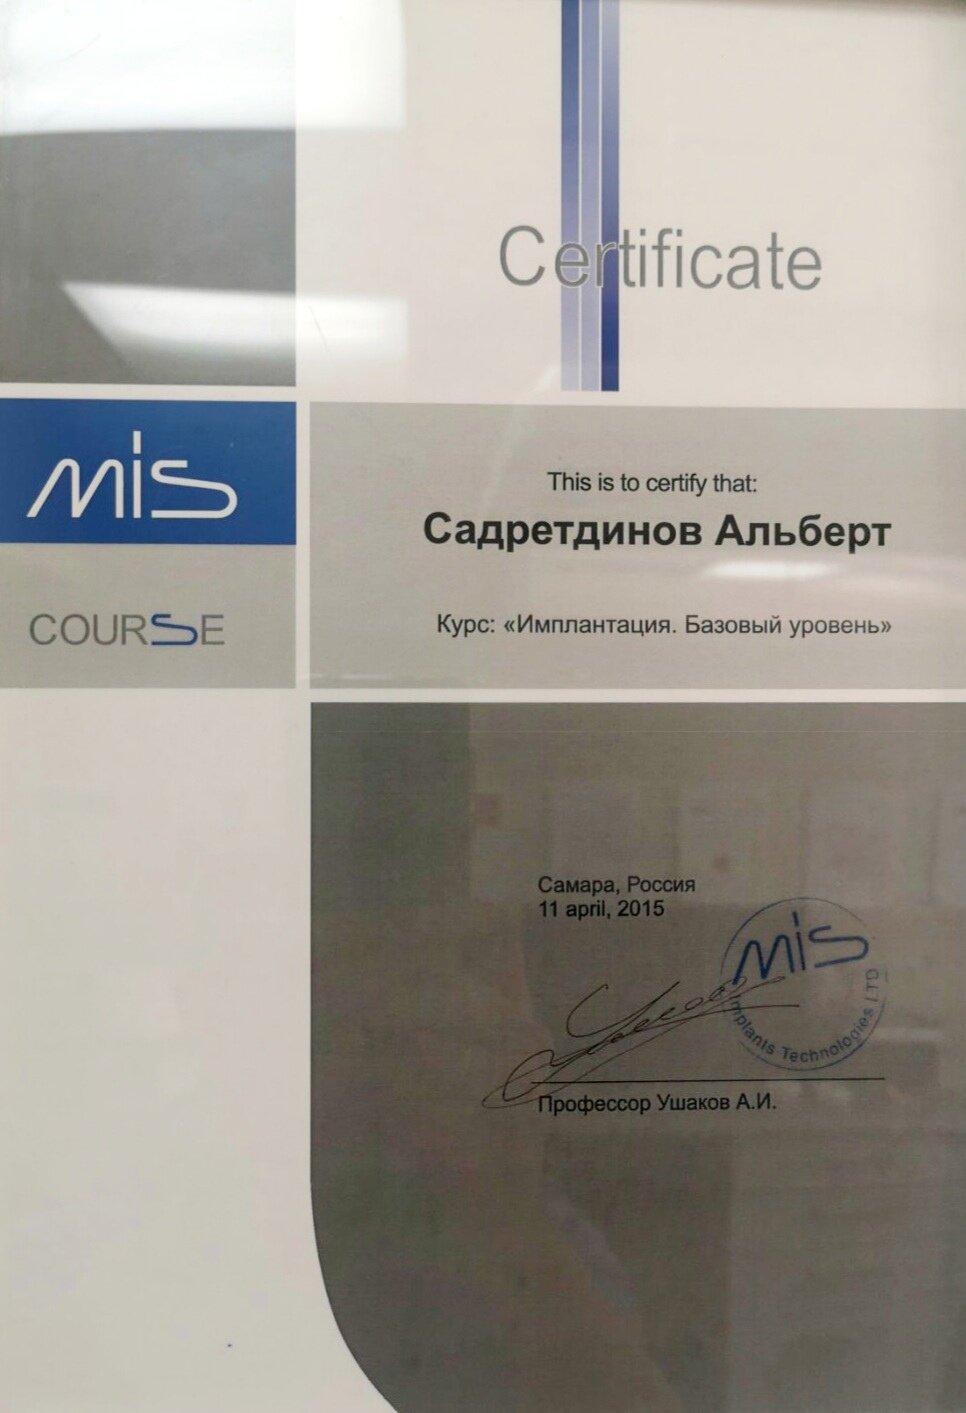 Certificate
mis
COURSE
This is to certify that:
Садретдинов Альберт
Курс: «Имплантация. Базовый уровень»
Самара, Россия
11 april, 2015
mis
Implants Technologies LTD
Профессор Ушаков А.И.